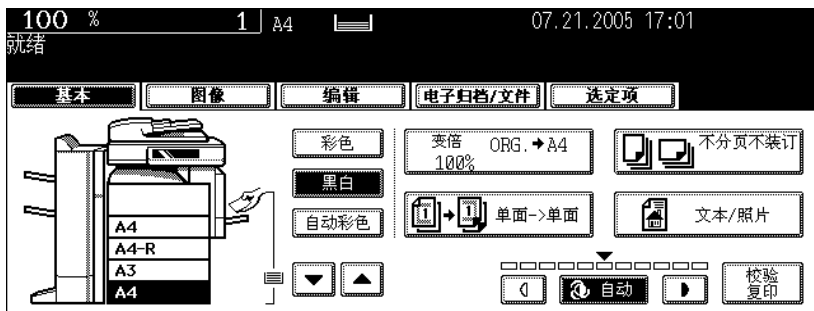 100 % 1 A4 07.21.2005 17:01
就绪
基本 图像 编辑 电子归档/文件 选定项
彩色
黑白
自动彩色
变倍 ORG.➔A4
100%
不分页不装订
1➔1 单面->单面
文本/照片
A4
A4-R
A3
A4
自动
校验
复印